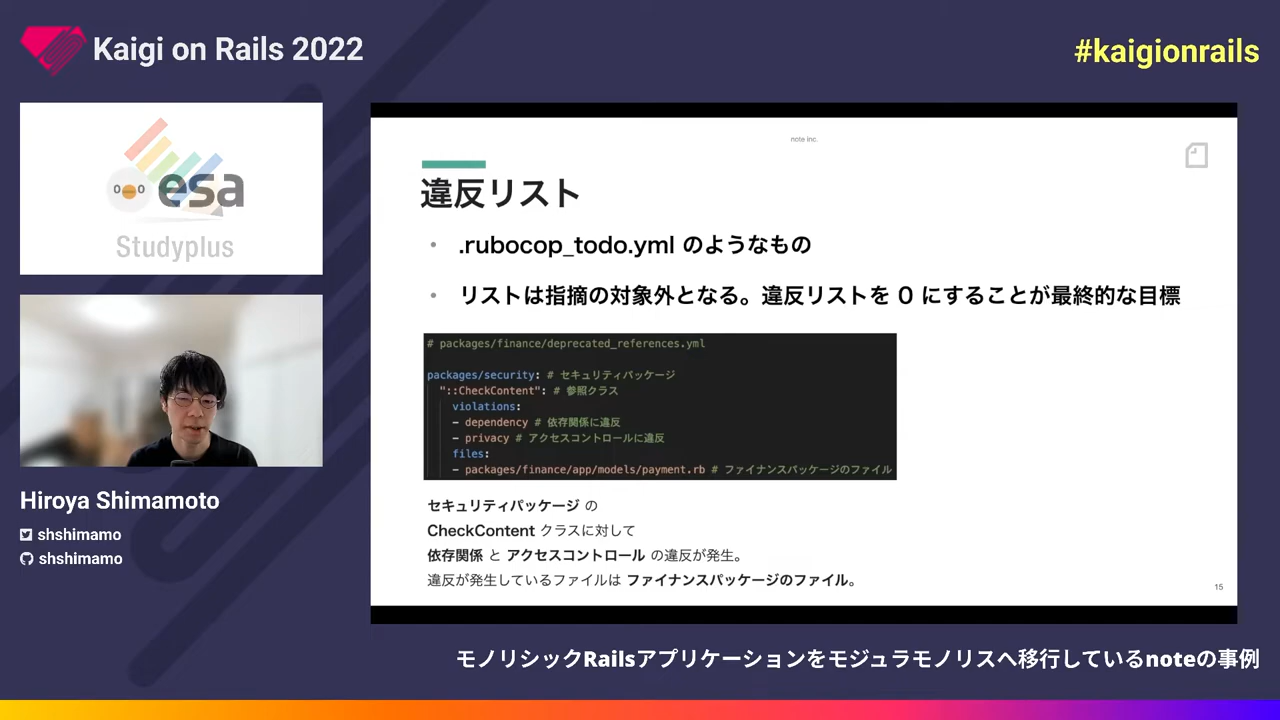 Kaigi on Rails 2022
#kaigionrails
esa
Studyplus
Hiroya Shimamoto
shshimamo
shshimamo
note inc.
違反リスト
• .rubocop_todo.yml のようなもの
• リストは指摘の対象外となる。違反リストを 0 にすることが最終的な目標
# packages/finance/deprecated_references.yml
packages/security: # セキュリティパッケージ
"::CheckContent": # 参照クラス
violations:
- dependency # 依存関係に違反
- privacy # アクセスコントロールに違反
files:
- packages/finance/app/models/payment.rb # ファイナンスパッケージのファイル
セキュリティパッケージ の
CheckContent クラスに対して
依存関係 と アクセスコントロール の違反が発生。
違反が発生しているファイルは ファイナンスパッケージのファイル。
15
モノリシックRailsアプリケーションをモジュラモノリスへ移行しているnoteの事例